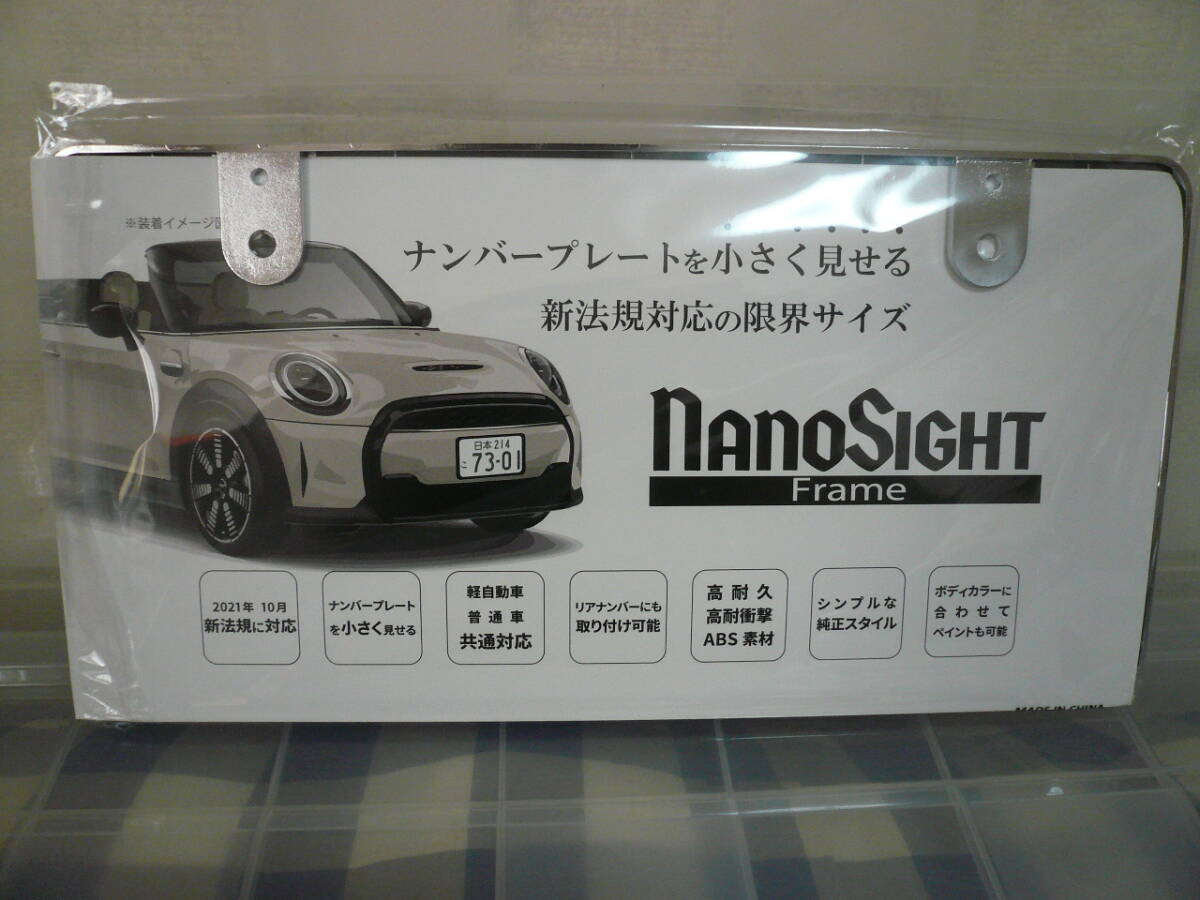 ※装着イメージ図
ナンバープレートを小さく見せる
新法規対応の限界サイズ
NANOSIGHT
Frame
日本 214
こ 73-01
2021年 10月
新法規に対応
ナンバープレート
を小さく見せる
軽自動車
普通車
共通対応
リアナンバーにも
取り付け可能
高耐久
高耐衝撃
ABS 素材
シンプルな
純正スタイル
ボディカラーに
合わせて
ペイントも可能
MADE IN CHINA